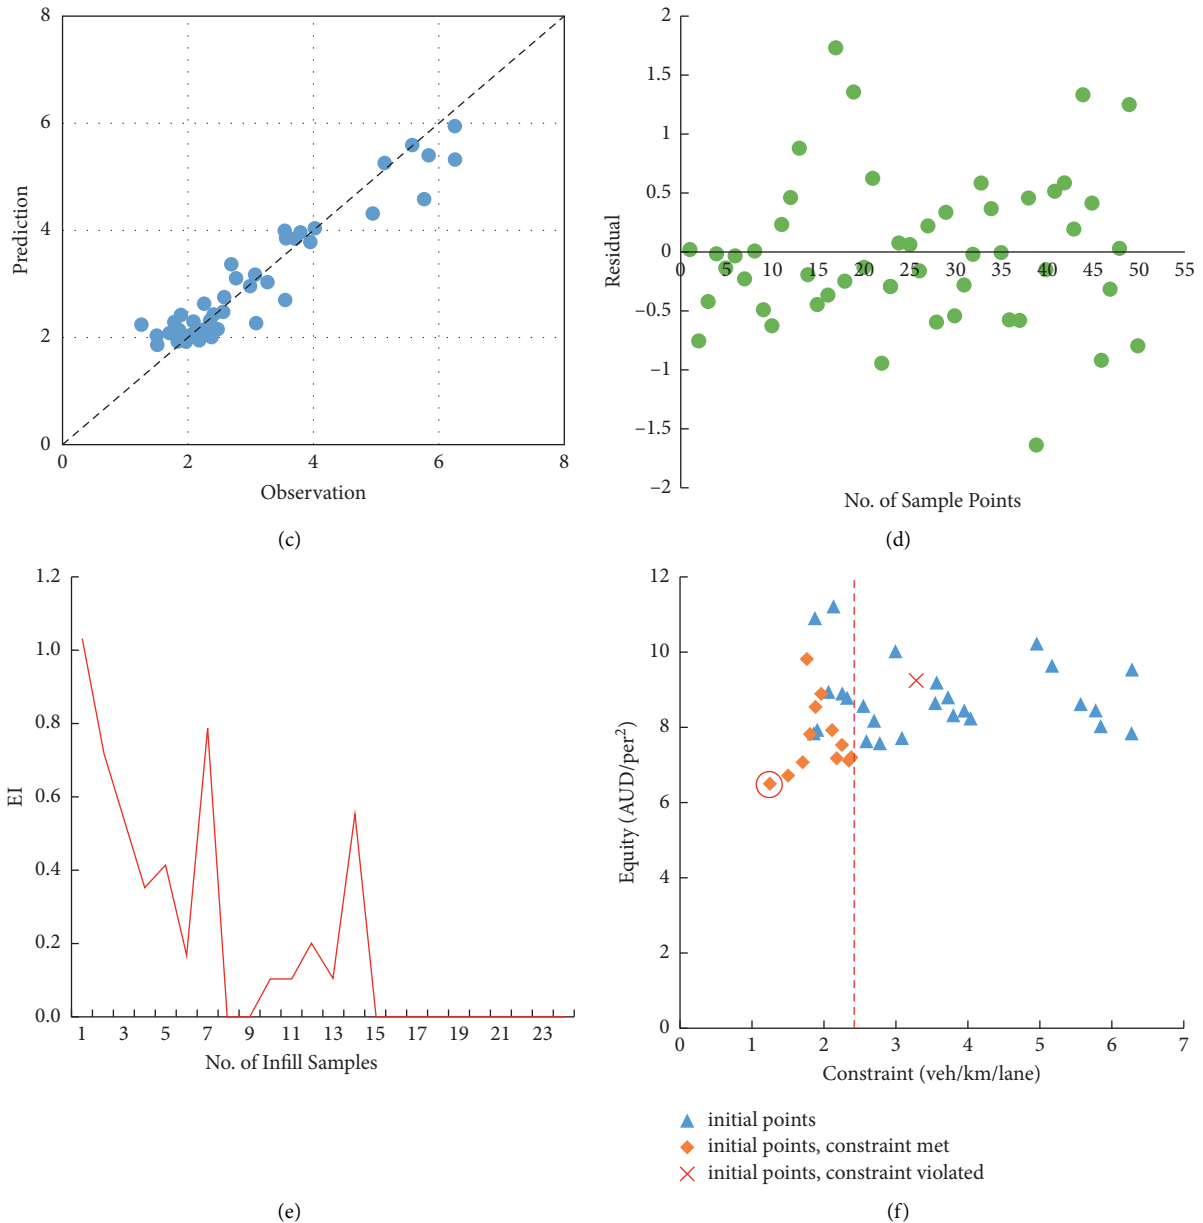 8
6
4
2
0
Prediction
0 2 4 6 8
Observation
(c)
2
1.5
1
0.5
0
−0.5
−1
−1.5
−2
Residual
0 5 10 15 20 25 30 35 40 45 50 55
No. of Sample Points
(d)
1.2
1.0
0.8
0.6
0.4
0.2
0.0
EI
1 3 5 7 9 11 13 15 17 19 21 23
No. of Infill Samples
(e)
12
10
8
6
4
2
0
Equity (AUD/per²)
0 1 2 3 4 5 6 7
Constraint (veh/km/lane)
initial points
initial points, constraint met
initial points, constraint violated
(f)